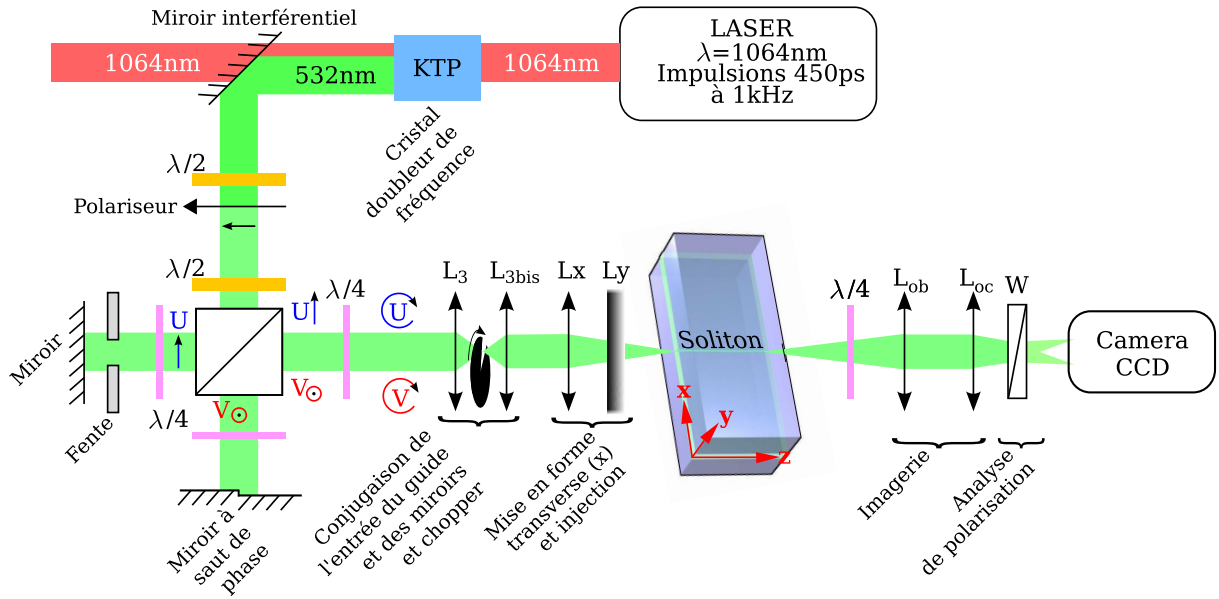 Miroir interférentiel
1064nm
532nm
KTP
1064nm
LASER
λ=1064nm
Impulsions 450ps
à 1kHz
Cristal
doubleur de
fréquence
λ/2
Polariseur
λ/2
Miroir
Fente
λ/4
U
V
U
V
λ/4
U
V
Miroir à
saut de
phase
L3
L3bis
Lx
Ly
Conjugaison de
l'entrée du guide
et des miroirs
et chopper
Mise en forme
transverse (x)
et injection
Soliton
x
y
z
λ/4
Lob
Loc
W
Imagerie
Analyse
de polarisation
Camera
CCD